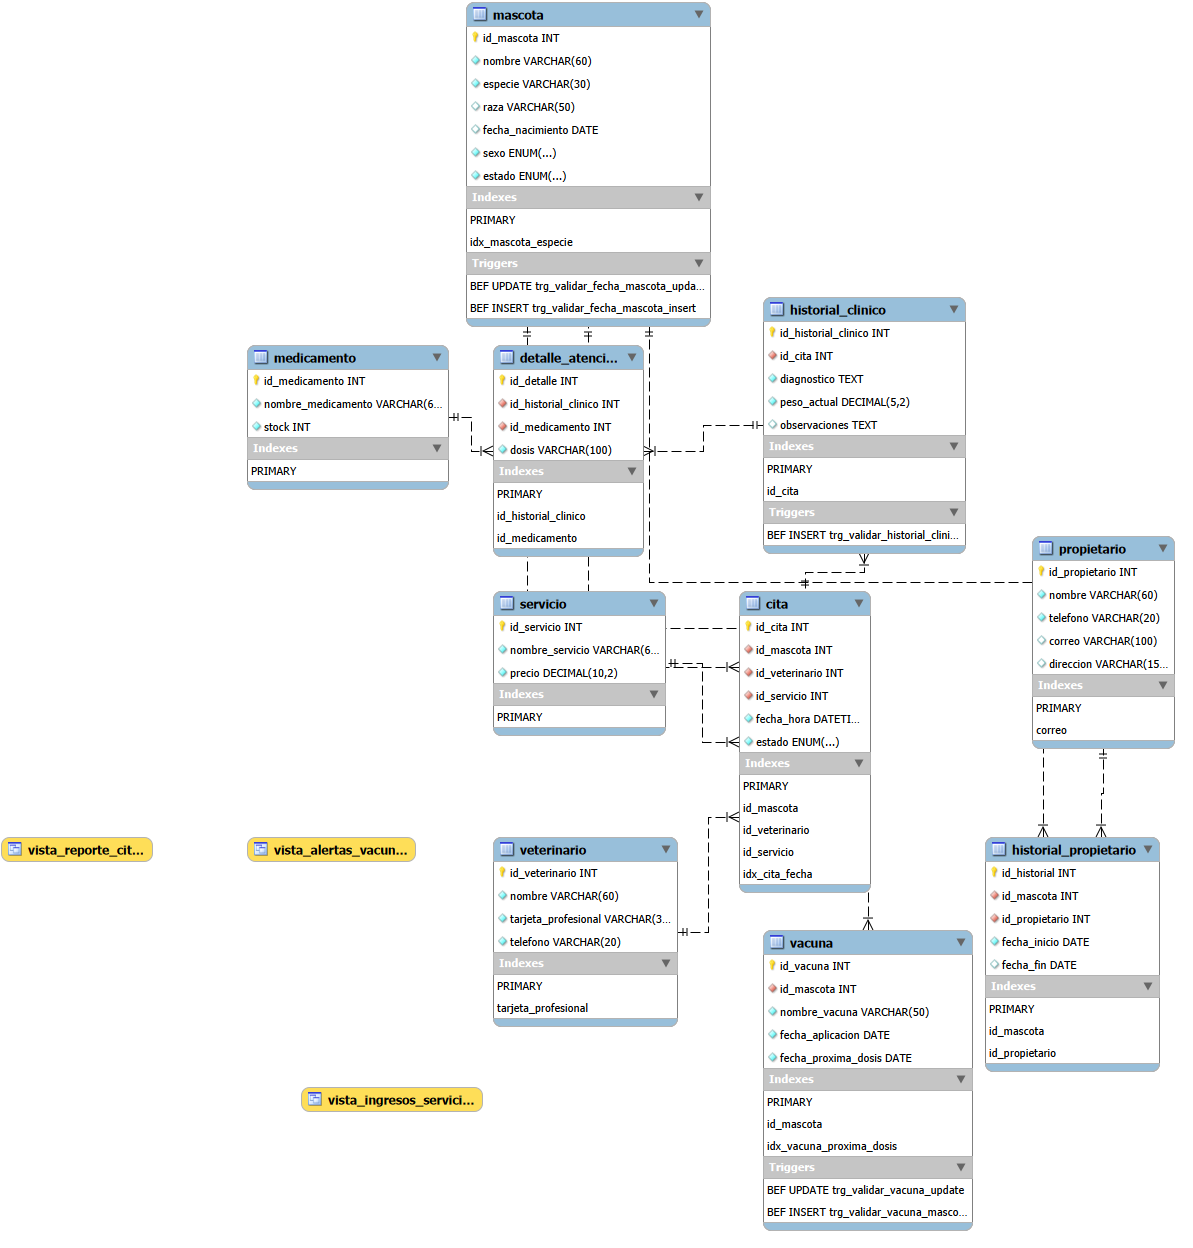 mascota
id_mascota INT
nombre VARCHAR(60)
especie VARCHAR(30)
raza VARCHAR(50)
fecha_nacimiento DATE
sexo ENUM(...)
estado ENUM(...)
Indexes
PRIMARY
idx_mascota_especie
Triggers
BEF UPDATE trg_validar_fecha_mascota_upda...
BEF INSERT trg_validar_fecha_mascota_insert
medicamento
id_medicamento INT
nombre_medicamento VARCHAR(6...
stock INT
Indexes
PRIMARY
detalle_atenci...
id_detalle INT
id_historial_clinico INT
id_medicamento INT
dosis VARCHAR(100)
Indexes
PRIMARY
id_historial_clinico
id_medicamento
historial_clinico
id_historial_clinico INT
id_cita INT
diagnostico TEXT
peso_actual DECIMAL(5,2)
observaciones TEXT
Indexes
PRIMARY
id_cita
Triggers
BEF INSERT trg_validar_historial_clini...
propietario
id_propietario INT
nombre VARCHAR(60)
telefono VARCHAR(20)
correo VARCHAR(100)
direccion VARCHAR(15...
Indexes
PRIMARY
correo
servicio
id_servicio INT
nombre_servicio VARCHAR(6...
precio DECIMAL(10,2)
Indexes
PRIMARY
cita
id_cita INT
id_mascota INT
id_veterinario INT
id_servicio INT
fecha_hora DATETI...
estado ENUM(...)
Indexes
PRIMARY
id_mascota
id_veterinario
id_servicio
idx_cita_fecha
vista_reporte_cit...
vista_alertas_vacun...
veterinario
id_veterinario INT
nombre VARCHAR(60)
tarjeta_profesional VARCHAR(3...
telefono VARCHAR(20)
Indexes
PRIMARY
tarjeta_profesional
historial_propietario
id_historial INT
id_mascota INT
id_propietario INT
fecha_inicio DATE
fecha_fin DATE
Indexes
PRIMARY
id_mascota
id_propietario
vacuna
id_vacuna INT
id_mascota INT
nombre_vacuna VARCHAR(50)
fecha_aplicacion DATE
fecha_proxima_dosis DATE
Indexes
PRIMARY
id_mascota
idx_vacuna_proxima_dosis
Triggers
BEF UPDATE trg_validar_vacuna_update
BEF INSERT trg_validar_vacuna_masco...
vista_ingresos_servici...